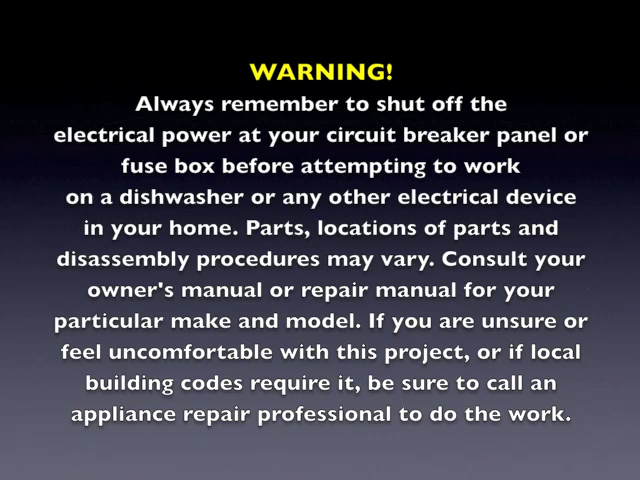 WARNING!
Always remember to shut off the
electrical power at your circuit breaker panel or
fuse box before attempting to work
on a dishwasher or any other electrical device
in your home. Parts, locations of parts and
disassembly procedures may vary. Consult your
owner's manual or repair manual for your
particular make and model. If you are unsure or
feel uncomfortable with this project, or if local
building codes require it, be sure to call an
appliance repair professional to do the work.